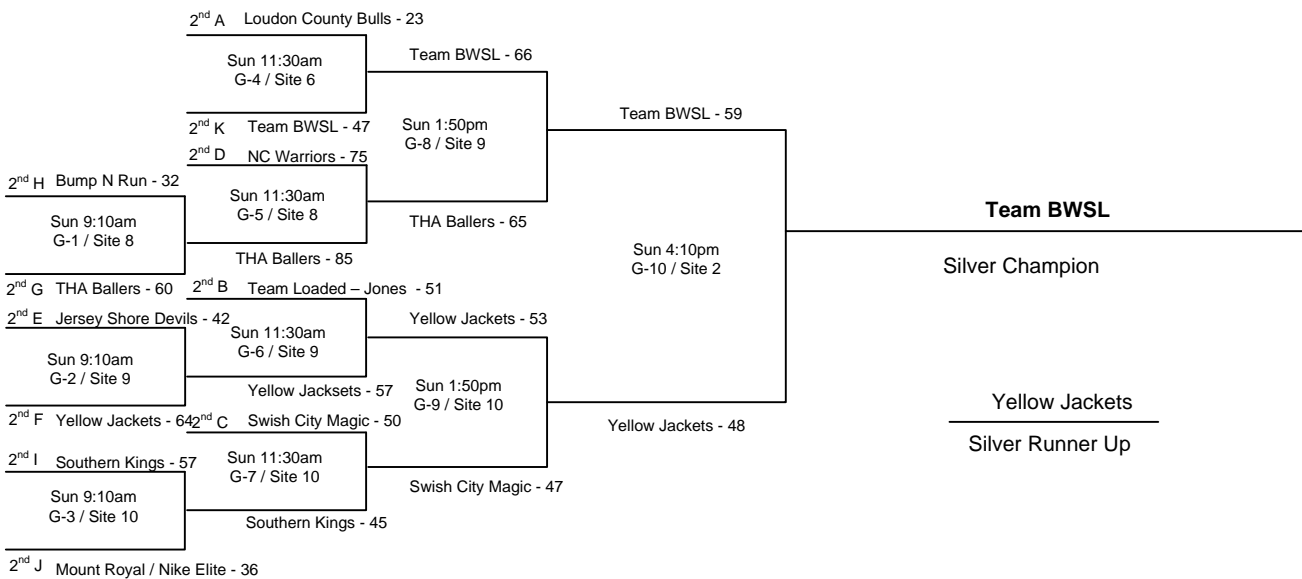 2nd A Loudon County Bulls - 23
Sun 11:30am
G-4 / Site 6
2nd K Team BWSL - 47
Team BWSL - 66
Sun 1:50pm
G-8 / Site 9
2nd D NC Warriors - 75
Sun 11:30am
G-5 / Site 8
THA Ballers - 85
THA Ballers - 65
2nd H Bump N Run - 32
Sun 9:10am
G-1 / Site 8
2nd G THA Ballers - 60
Team BWSL - 59
Sun 4:10pm
G-10 / Site 2
Team BWSL
Silver Champion
2nd B Team Loaded – Jones - 51
Sun 11:30am
G-6 / Site 9
Yellow Jacksets - 57
2nd E Jersey Shore Devils - 42
Sun 9:10am
G-2 / Site 9
2nd F Yellow Jackets - 64
Yellow Jackets - 53
Sun 1:50pm
G-9 / Site 10
Yellow Jackets - 48
2nd C Swish City Magic - 50
Sun 11:30am
G-7 / Site 10
Southern Kings - 45
Swish City Magic - 47
2nd I Southern Kings - 57
Sun 9:10am
G-3 / Site 10
2nd J Mount Royal / Nike Elite - 36
Yellow Jackets
Silver Runner Up